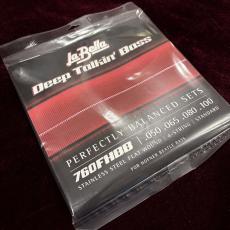 La Bella
Deep Talkin' Bass
PERFECTLY BALANCED SETS
760FHBB .050 .065 .080 .100
STAINLESS STEEL FLAT WOUND / 4-STRING / STANDARD
FOR HOFNER BEATLE BASS